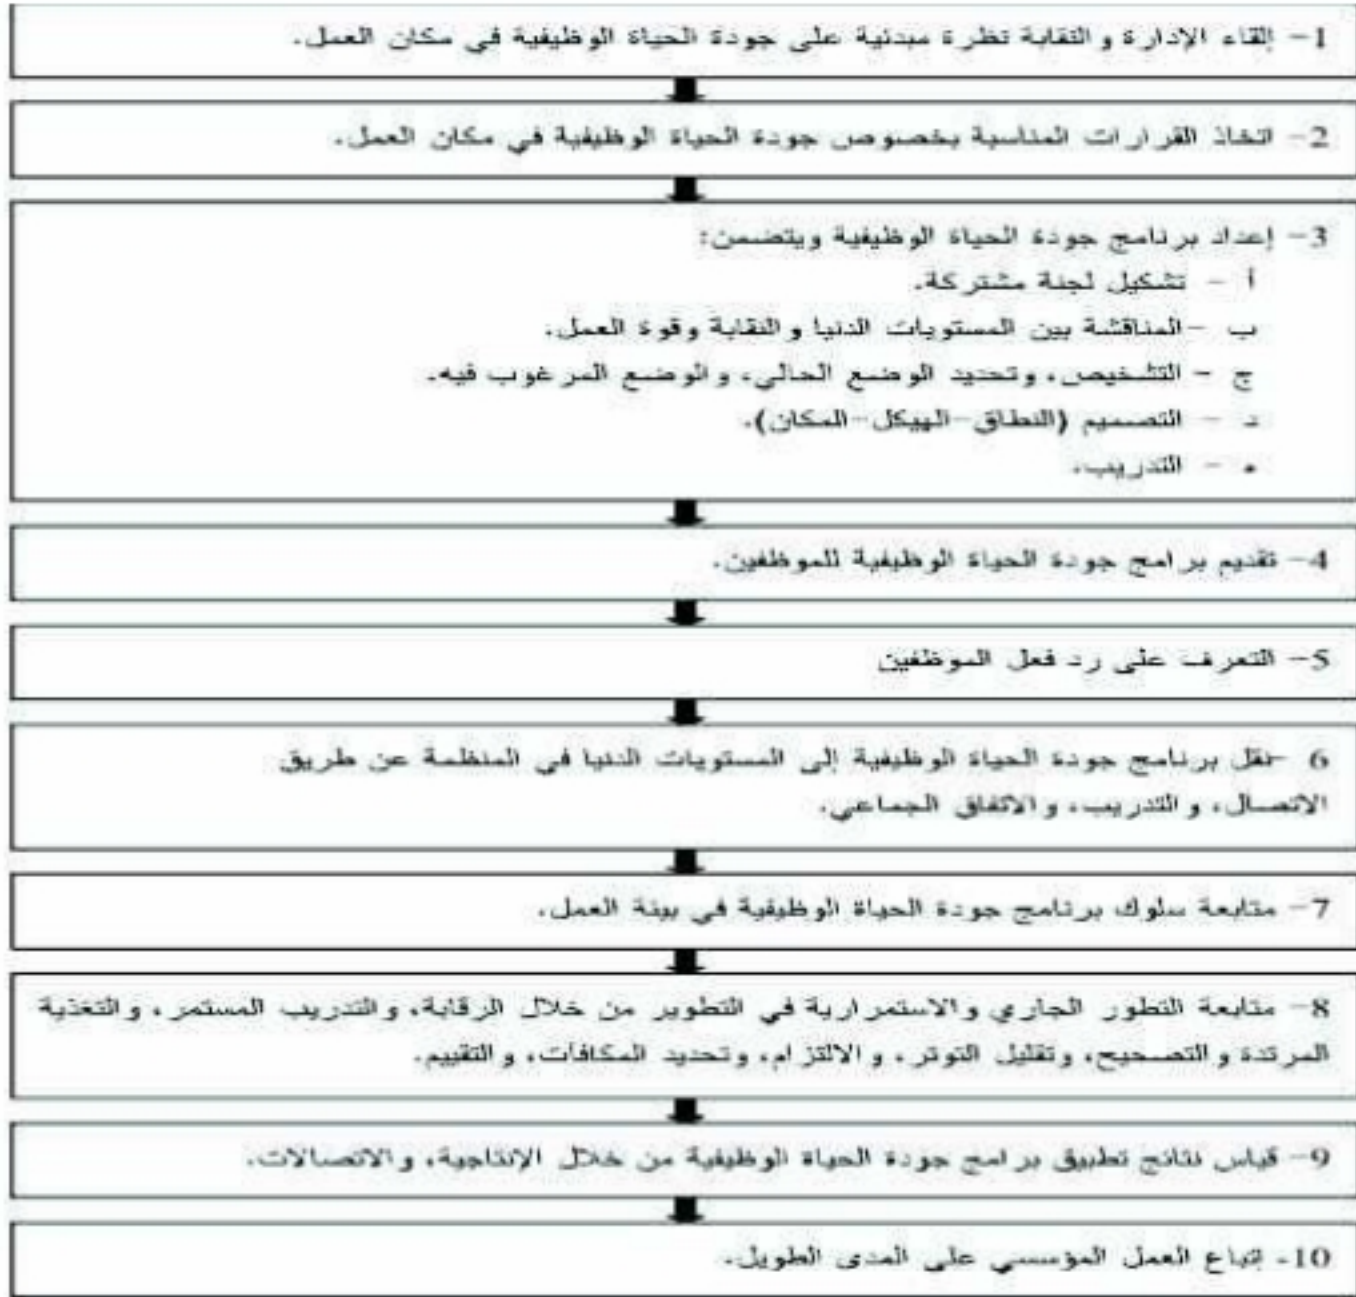 1- إلقاء الإدارة والنقابة نظرة مبدئية على جودة الحياة الوظيفية في مكان العمل.
2- اتخاذ القرارات المناسبة بخصوص جودة الحياة الوظيفية في مكان العمل.
3- إعداد برنامج جودة الحياة الوظيفية ويتضمن:
أ - تشكيل لجنة مشتركة.
ب -المناقشة بين المستويات الدنيا والنقابة وقوة العمل.
ج - التشخيص، وتحديد الوضع الحالي، والوضع المرغوب فيه.
د - التصميم (النطاق-الهيكل-المكان).
ه - التدريب.
4- تقديم برامج جودة الحياة الوظيفية للموظفين.
5- التعرف على رد فعل الموظفين
6 -نقل برنامج جودة الحياة الوظيفية إلى المستويات الدنيا في المنظمة عن طريق
الاتصال، والتدريب، والاتفاق الجماعي.
7- متابعة سلوك برنامج جودة الحياة الوظيفية في بيئة العمل.
8- متابعة التطور الجاري والاستمرارية في التطوير من خلال الرقابة، والتدريب المستمر، والتغذية
المرتدة والتصحيح، وتقليل التوتر، والالتزام، وتحديد المكافآت، والتقييم.
9- قياس نتائج تطبيق برامج جودة الحياة الوظيفية من خلال الإنتاجية، والاتصالات.
10- إتباع العمل المؤسسي على المدى الطويل.